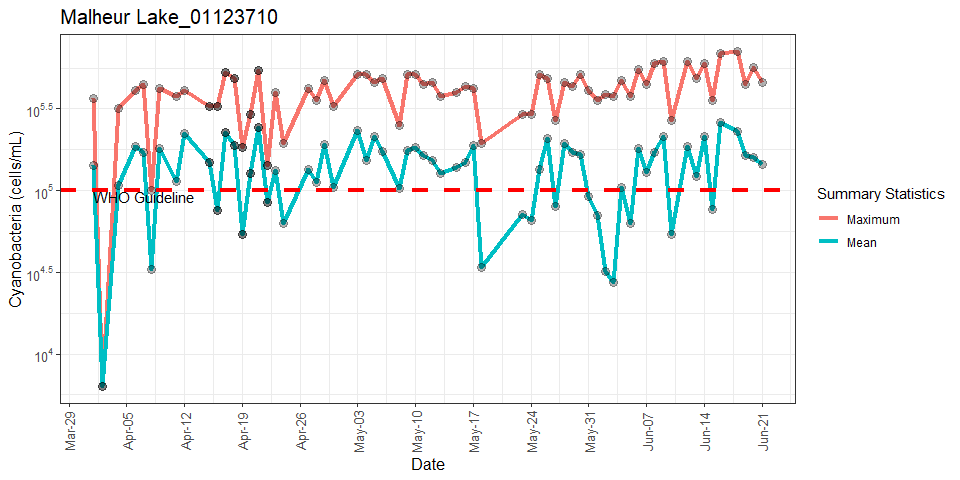 Malheur Lake_01123710
Cyanobacteria (cells/mL)
10^5.5
10^5
10^4.5
10^4
WHO Guideline
Mar-29
Apr-05
Apr-12
Apr-19
Apr-26
May-03
May-10
May-17
May-24
May-31
Jun-07
Jun-14
Jun-21
Date
Summary Statistics
Maximum
Mean